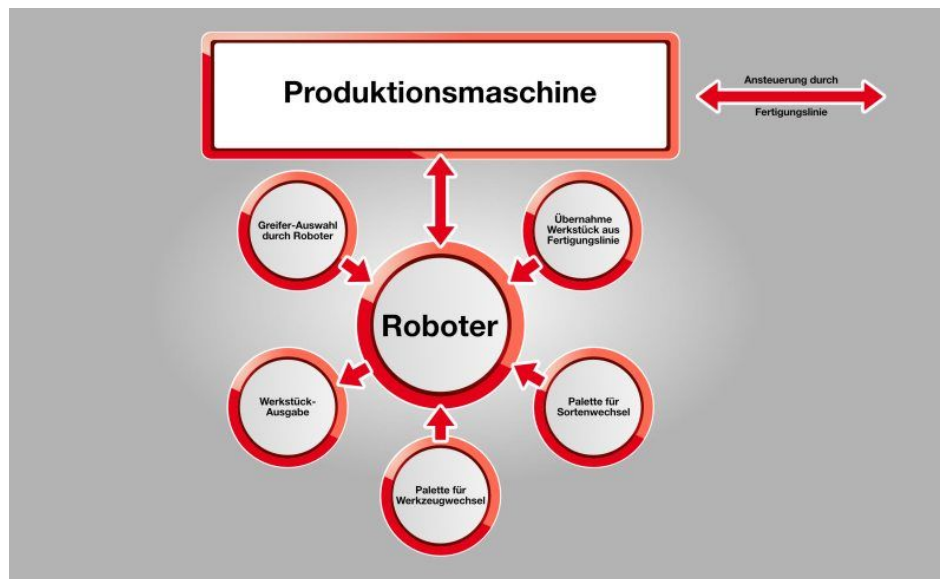 Produktionsmaschine
Ansteuerung durch
Fertigungslinie
Greifer-Auswahl
durch Roboter
Übernahme
Werkstück aus
Fertigungslinie
Roboter
Werkstück-
Ausgabe
Palette für
Sortenwechsel
Palette für
Werkzeugwechsel